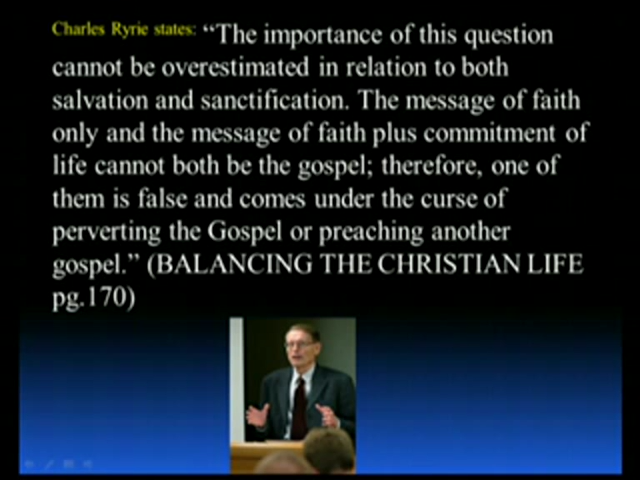 Charles Ryrie states: “The importance of this question
cannot be overestimated in relation to both
salvation and sanctification. The message of faith
only and the message of faith plus commitment of
life cannot both be the gospel; therefore, one of
them is false and comes under the curse of
perverting the Gospel or preaching another
gospel.” (BALANCING THE CHRISTIAN LIFE
pg.170)